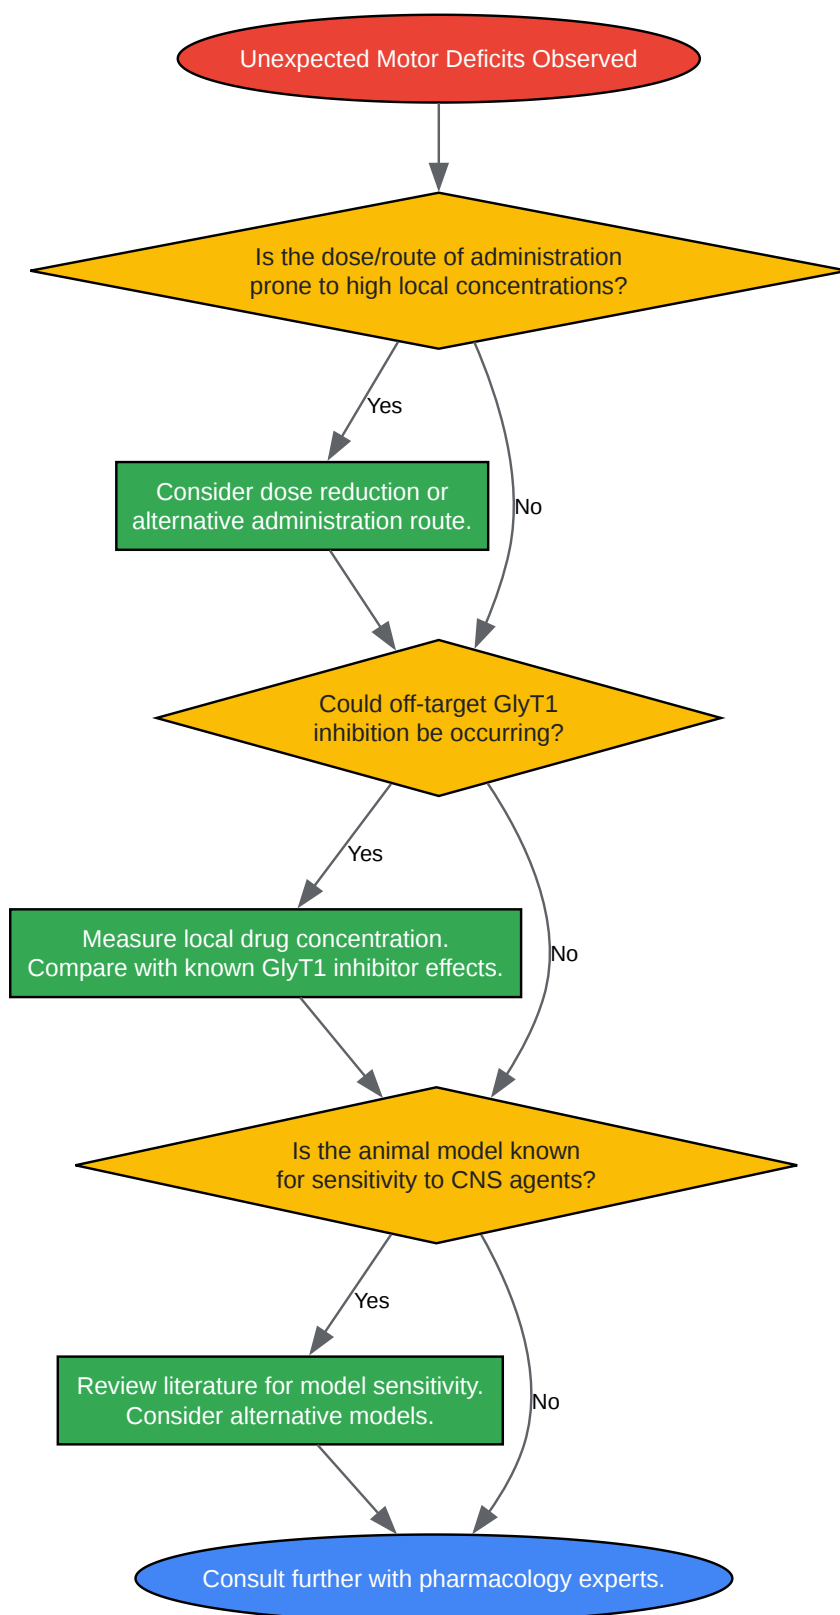 Unexpected Motor Deficits Observed
Is the dose/route of administration
prone to high local concentrations?
Yes
Consider dose reduction or
alternative administration route.
No
Could off-target GlyT1
inhibition be occurring?
Yes
Measure local drug concentration.
Compare with known GlyT1 inhibitor effects.
No
Is the animal model known
for sensitivity to CNS agents?
Yes
Review literature for model sensitivity.
Consider alternative models.
No
Consult further with pharmacology experts.